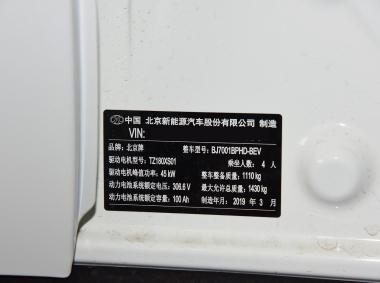 中国 北京新能源汽车股份有限公司 制造
VIN:
品牌: 北京牌 整车型号: BJ7001BPHD-BEV
驱动电机型号: TZ180XS01 乘坐人数: 4 人
驱动电机峰值功率: 45 kW 整车整备质量: 1110 kg
动力电池系统额定电压: 306.6 V 最大允许总质量: 1430 kg
动力电池系统额定容量: 100 Ah 制造年月: 2019 年 3 月